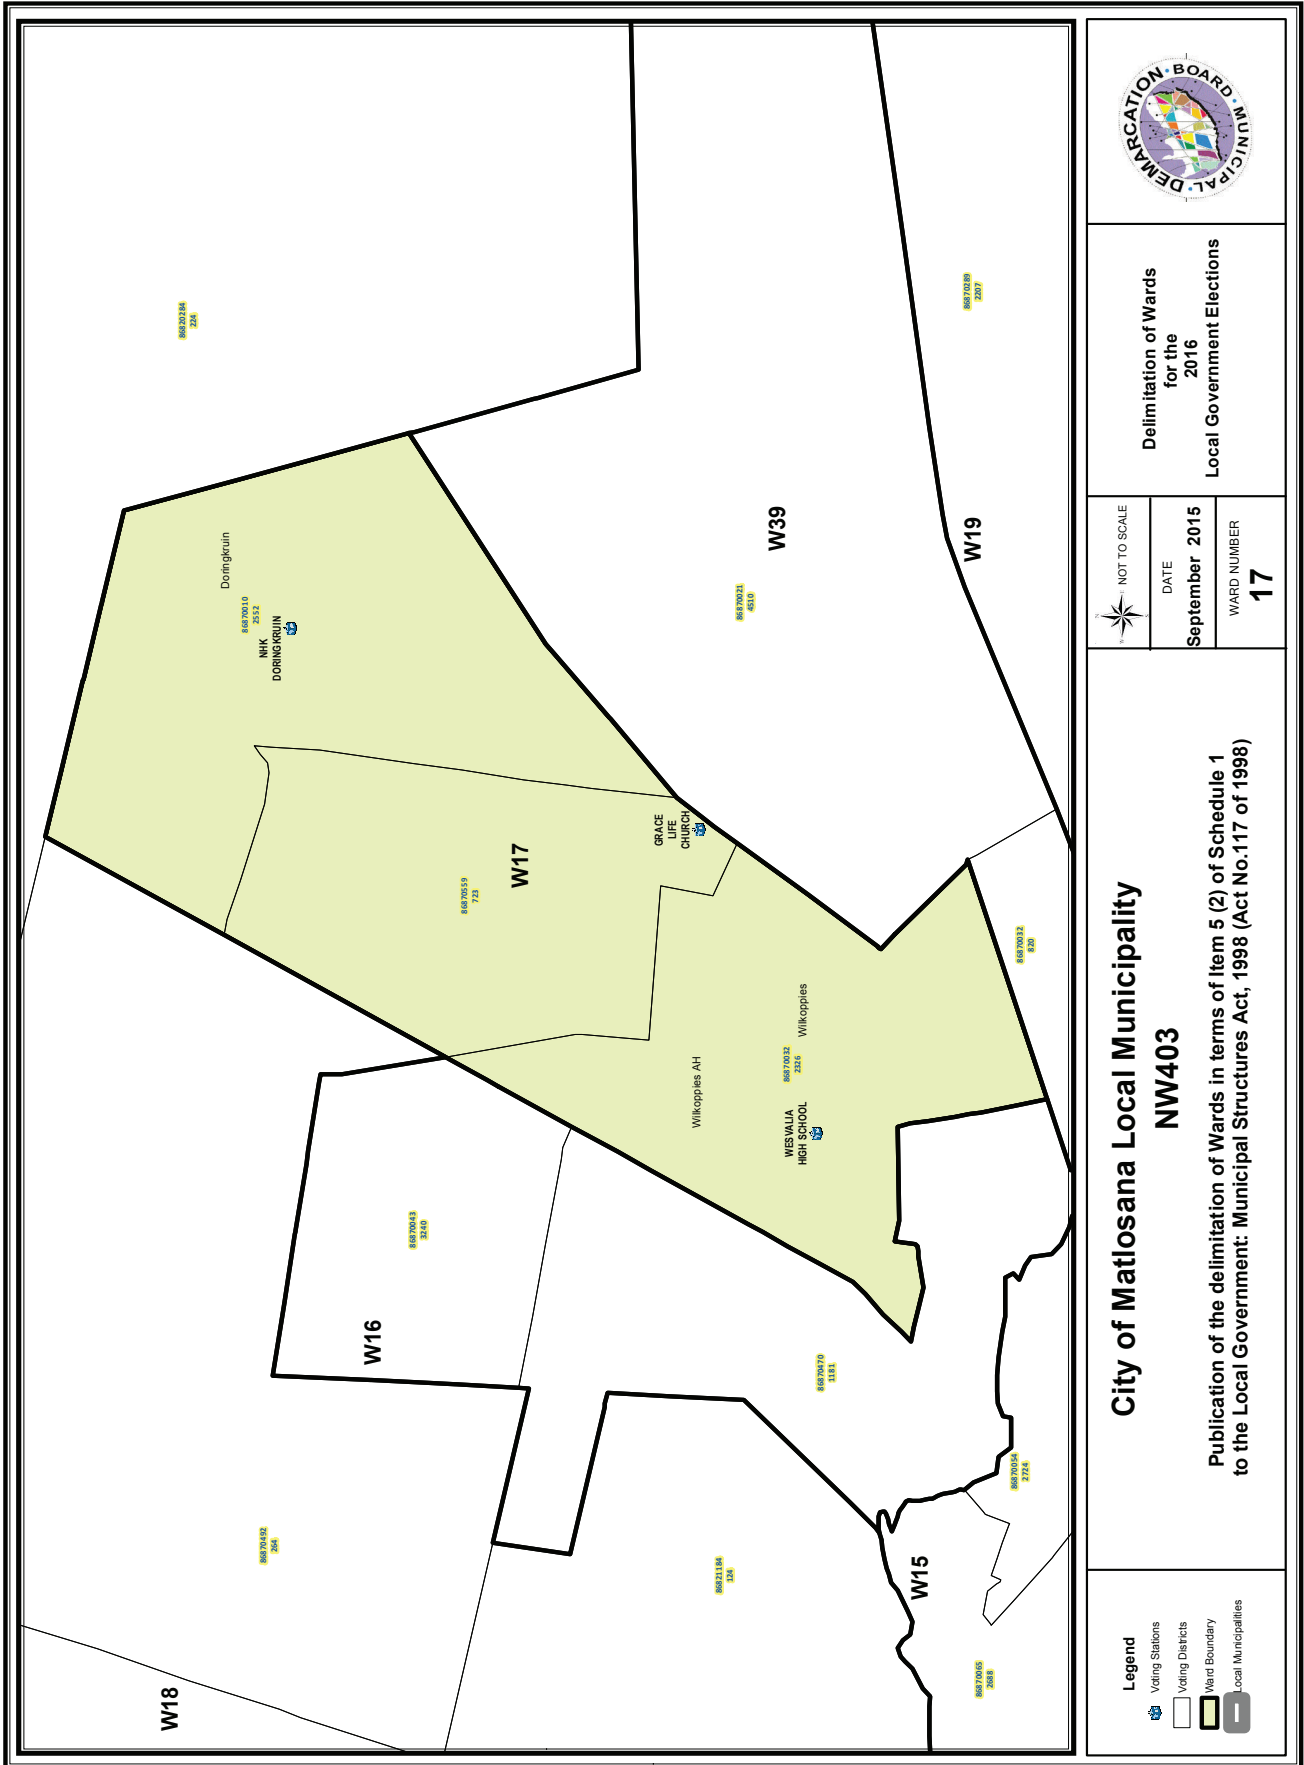 86820284
224
Doringkruin
86870010
2552
NHK
DORINGKRUIN
W39
86870021
4510
W19
86870289
2207
W17
86870559
723
GRACE
LIFE
CHURCH
86870032
820
Wilkoppies
Wilkoppies AH
86870032
2326
WESVALIA
HIGH SCHOOL
86870043
3240
W16
86870470
1181
86870054
2724
86870492
264
86821184
124
W15
86870065
2688
W18
Legend
Voting Stations
Voting Districts
Ward Boundary
Local Municipalities
City of Matlosana Local Municipality
NW403
Publication of the delimitation of Wards in terms of Item 5 (2) of Schedule 1
to the Local Government: Municipal Structures Act, 1998 (Act No.117 of 1998)
NOT TO SCALE
DATE
September 2015
WARD NUMBER
17
Delimitation of Wards
for the
2016
Local Government Elections
MUNICIPAL • DEMARCATION • BOARD •